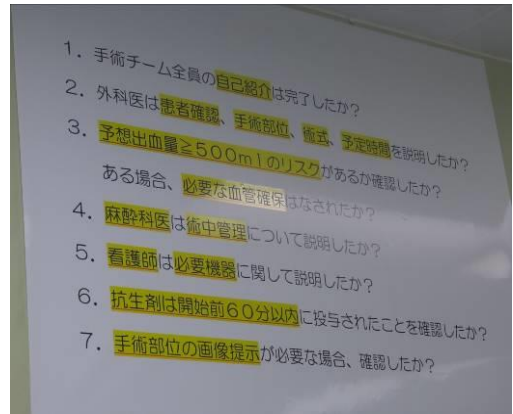 1. 手術チーム全員の自己紹介は完了したか?
2. 外科医は患者確認、手術部位、術式、予定時間を説明したか?
3. 予想出血量≧500mlのリスクがあるか確認したか?
ある場合、必要な血管確保はなされたか?
4. 麻酔科医は術中管理について説明したか?
5. 看護師は必要機器に関して説明したか?
6. 抗生剤は開始前60分以内に投与されたことを確認したか?
7. 手術部位の画像提示が必要な場合、確認したか?